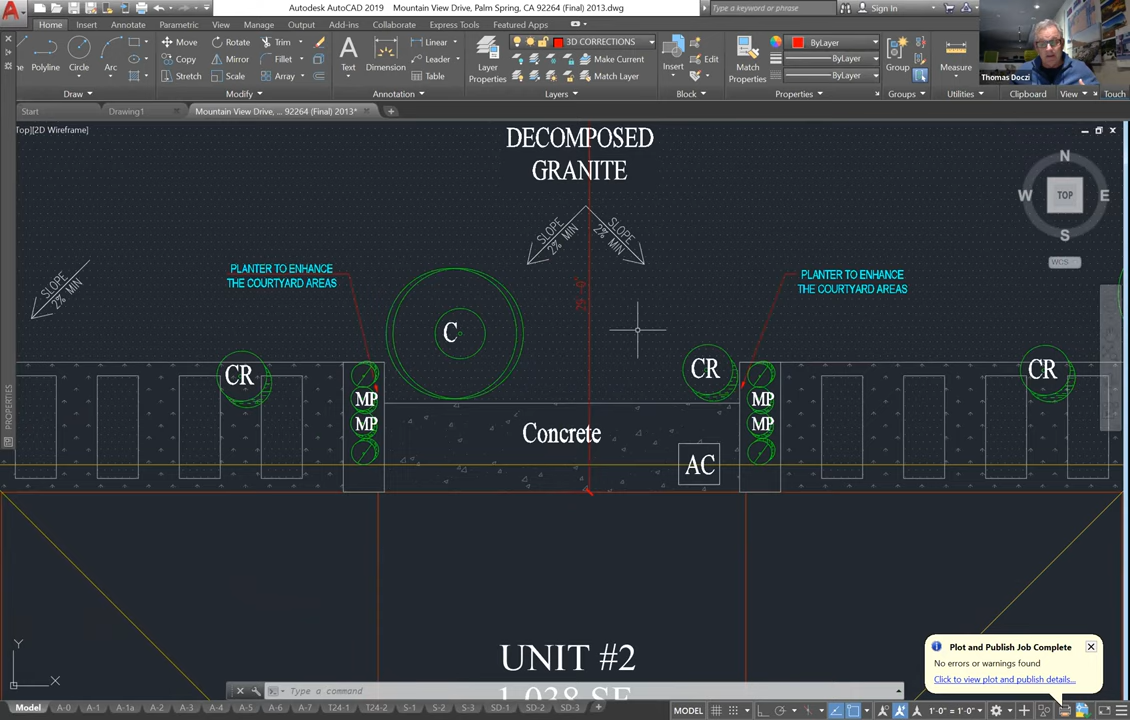 Autodesk AutoCAD 2019   Mountain View Drive, Palm Spring, CA 92264 (Final) 2013.dwg
Type a keyword or phrase
Sign In
Home Insert Annotate Parametric View Manage Output Add-ins Collaborate Express Tools Featured Apps
Polyline Circle Arc
Move Rotate Trim
Copy Mirror Fillet
Stretch Scale Array
Text Dimension
Linear
Leader
Table
Layer Properties
3D CORRECTIONS
Make Current
Match Layer
Insert
Edit
Match Properties
ByLayer
ByLayer
ByLayer
Group
Measure
Thomas Doczi
Draw Modify Annotation Layers Block Properties Groups Utilities Clipboard View Touch
Start Drawing1 Mountain View Drive, ... 92264 (Final) 2013*
Top][2D Wireframe]
DECOMPOSED
GRANITE
N
W TOP E
S
WCS
SLOPE
2% MIN
SLOPE
2% MIN
SLOPE
2% MIN
PLANTER TO ENHANCE
THE COURTYARD AREAS
PLANTER TO ENHANCE
THE COURTYARD AREAS
29'-0"
C
CR
CR
CR
MP
MP
MP
MP
Concrete
AC
PROPERTIES
UNIT #2
1,038 SF
Y
X
Plot and Publish Job Complete
No errors or warnings found
Click to view plot and publish details...
Type a command
Model A-0 A-1 A-1a A-2 A-3 A-4 A-5 A-6 A-7 T24-1 T24-2 S-1 S-2 S-3 SD-1 SD-2 SD-3
MODEL
1'-0" = 1'-0"